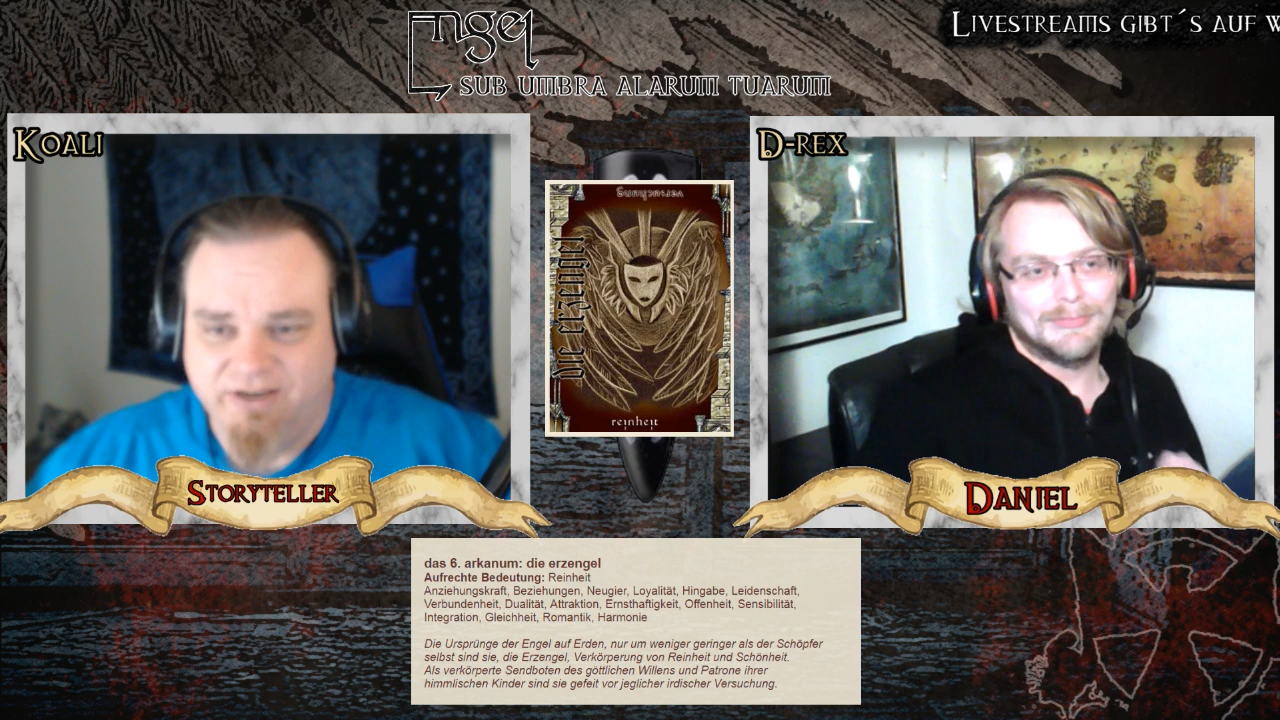 Engel
SUB UMBRA ALARUM TUARUM
LIVESTREAMS GIBT´S AUF W
KOALI
D-REX
versuchung
die erzengel
reinheit
STORYTELLER
DANIEL
das 6. arkanum: die erzengel
Aufrechte Bedeutung: Reinheit
Anziehungskraft, Beziehungen, Neugier, Loyalität, Hingabe, Leidenschaft,
Verbundenheit, Dualität, Attraktion, Ernsthaftigkeit, Offenheit, Sensibilität,
Integration, Gleichheit, Romantik, Harmonie
Die Ursprünge der Engel auf Erden, nur um weniger geringer als der Schöpfer
selbst sind sie, die Erzengel, Verkörperung von Reinheit und Schönheit.
Als verkörperte Sendboten des göttlichen Willens und Patrone ihrer
himmlischen Kinder sind sie gefeit vor jeglicher irdischer Versuchung.